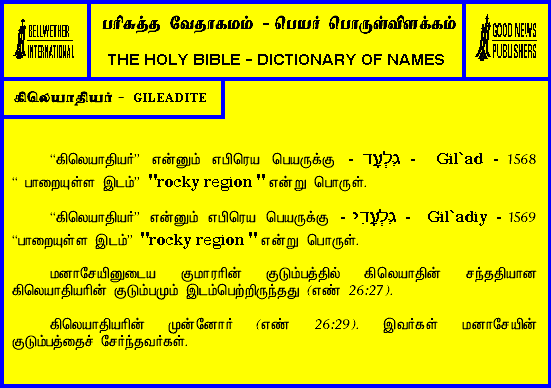 BELLWETHER
INTERNATIONAL
பரிசுத்த வேதாகமம் - பெயர் பொருள்விளக்கம்
THE HOLY BIBLE - DICTIONARY OF NAMES
GOOD NEWS
PUBLISHERS
கிலெயாதியர் - GILEADITE
“கிலெயாதியர்” என்னும் எபிரெய பெயருக்கு - גִּלְעָד - Gil`ad - 1568
“ பாறையுள்ள இடம்” "rocky region " என்று பொருள்.
“கிலெயாதியர்” என்னும் எபிரெய பெயருக்கு - גִּלְעָדִי - Gil`adiy - 1569
“பாறையுள்ள இடம்” "rocky region " என்று பொருள்.
மனாசேயினுடைய குமாரரின் குடும்பத்தில் கிலெயாதின் சந்ததியான
கிலெயாதியரின் குடும்பமும் இடம்பெற்றிருந்தது (எண் 26:27).
கிலெயாதியரின் முன்னோர் (எண் 26:29). இவர்கள் மனாசேயின்
குடும்பத்தைச் சேர்ந்தவர்கள்.